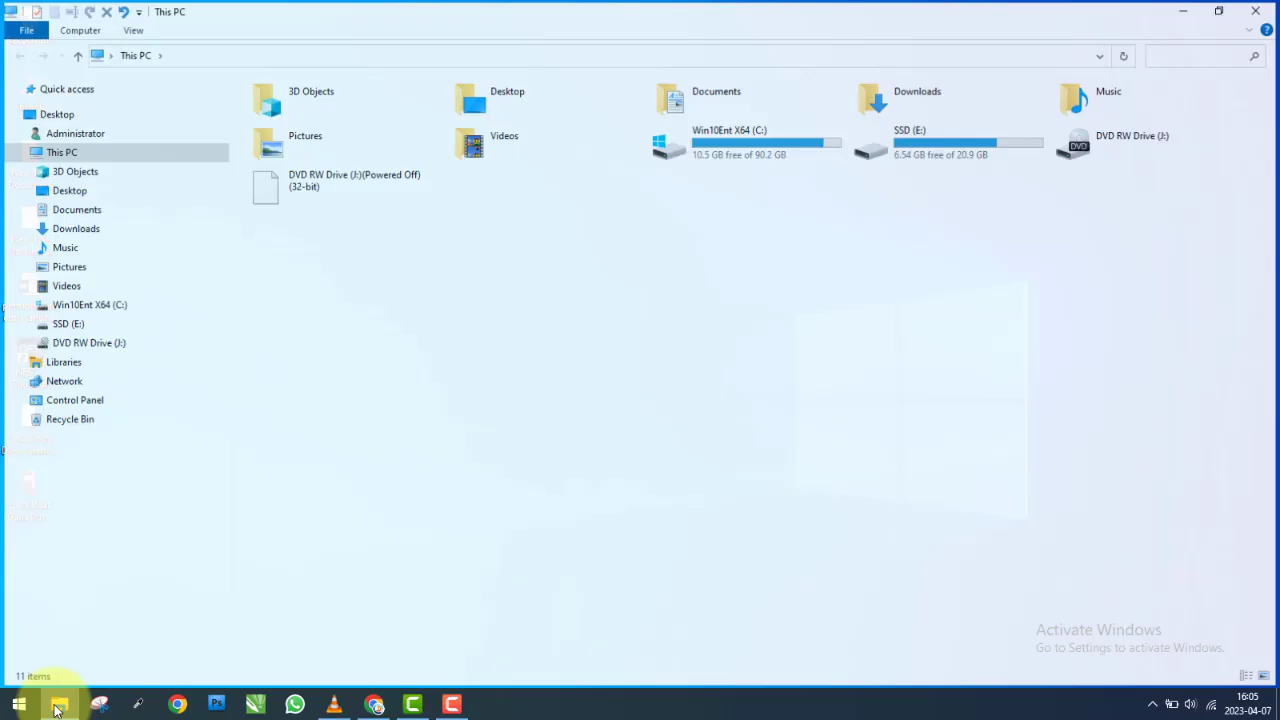 This PC
File
Computer
View
This PC
Quick access
Desktop
Administrator
This PC
3D Objects
Desktop
Documents
Downloads
Music
Pictures
Videos
Win10Ent X64 (C:)
SSD (E:)
DVD RW Drive (J:)
Libraries
Network
Control Panel
Recycle Bin
3D Objects
Desktop
Documents
Downloads
Music
Pictures
Videos
Win10Ent X64 (C:)
10.5 GB free of 90.2 GB
SSD (E:)
6.54 GB free of 20.9 GB
DVD
DVD RW Drive (J:)
DVD RW Drive (J:)(Powered Off)
(32-bit)
Activate Windows
Go to Settings to activate Windows.
11 items
Ps
16:05
2023-04-07